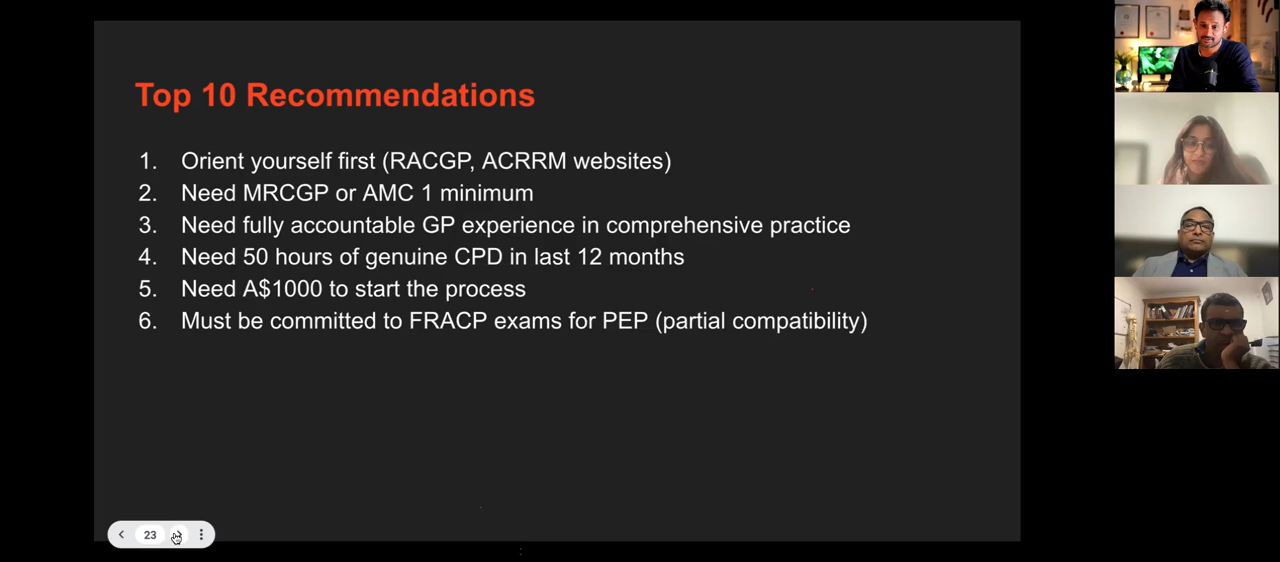 Top 10 Recommendations
1. Orient yourself first (RACGP, ACRRM websites)
2. Need MRCGP or AMC 1 minimum
3. Need fully accountable GP experience in comprehensive practice
4. Need 50 hours of genuine CPD in last 12 months
5. Need A$1000 to start the process
6. Must be committed to FRACP exams for PEP (partial compatibility)
23